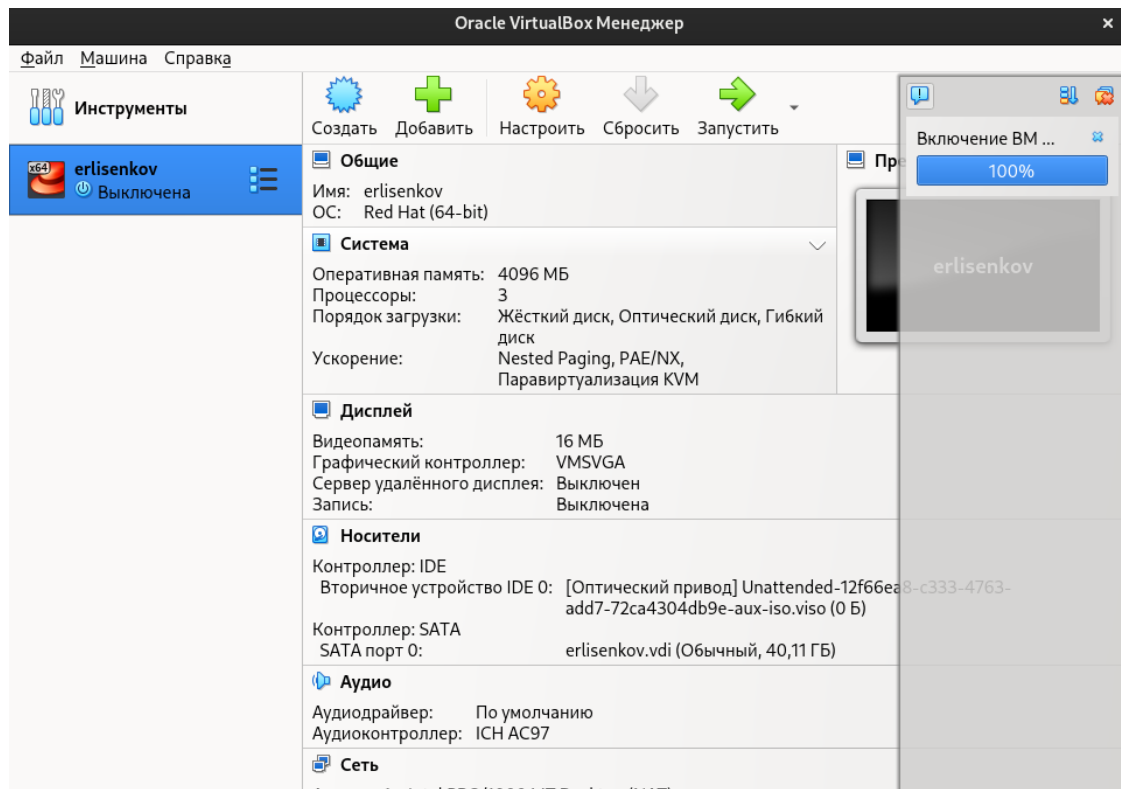 Oracle VirtualBox Менеджер
Файл Машина Справка
Инструменты
Создать Добавить Настроить Сбросить Запустить
Включение ВМ ...
100%
x64
erlisenkov
Выключена
Общие
Имя: erlisenkov
ОС: Red Hat (64-bit)
Пре
erlisenkov
Система
Оперативная память: 4096 МБ
Процессоры: 3
Порядок загрузки: Жёсткий диск, Оптический диск, Гибкий
диск
Ускорение: Nested Paging, PAE/NX,
Паравиртуализация KVM
Дисплей
Видеопамять: 16 МБ
Графический контроллер: VMSVGA
Сервер удалённого дисплея: Выключен
Запись: Выключена
Носители
Контроллер: IDE
Вторичное устройство IDE 0: [Оптический привод] Unattended-12f66ea8-c333-4763-
add7-72ca4304db9e-aux-iso.viso (0 Б)
Контроллер: SATA
SATA порт 0: erlisenkov.vdi (Обычный, 40,11 ГБ)
Аудио
Аудиодрайвер: По умолчанию
Аудиоконтроллер: ICH AC97
Сеть